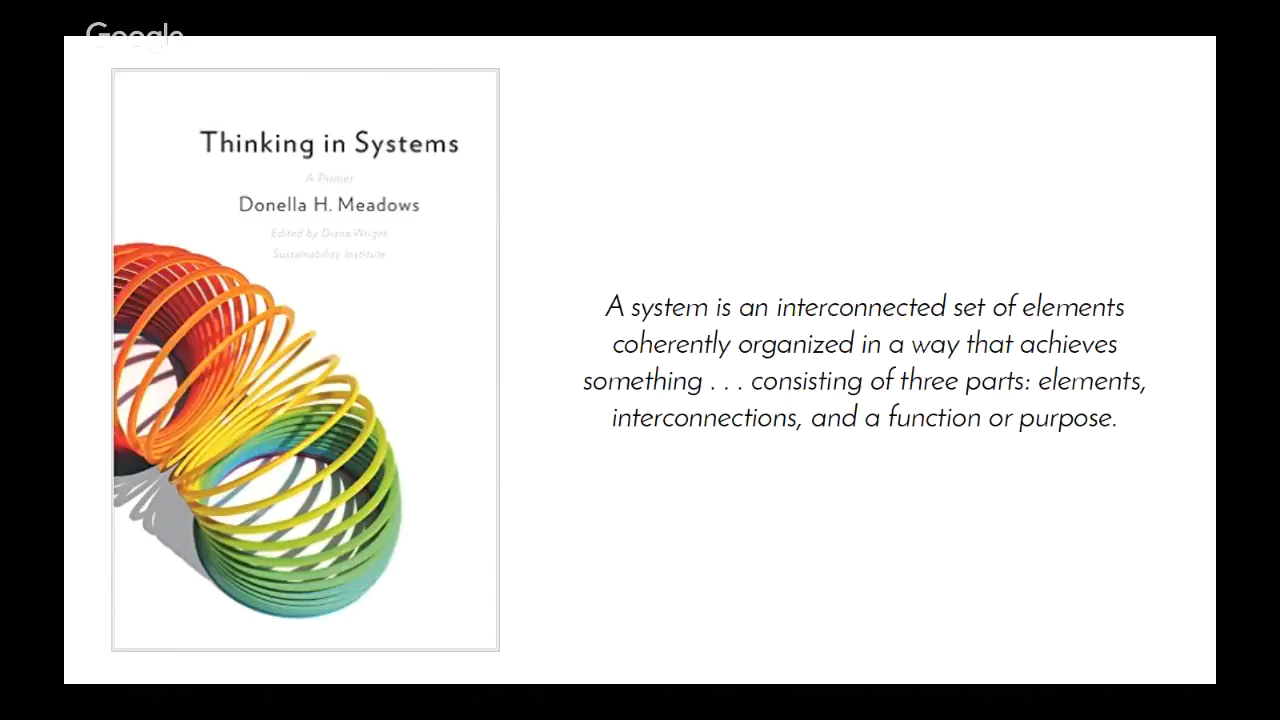 Google
Thinking in Systems
A Primer
Donella H. Meadows
Edited by Diana Wright
Sustainability Institute
A system is an interconnected set of elements
coherently organized in a way that achieves
something . . . consisting of three parts: elements,
interconnections, and a function or purpose.